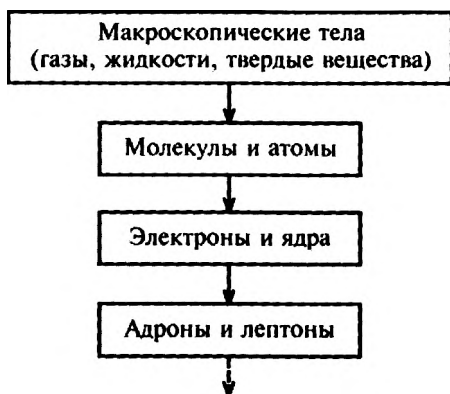 Макроскопические тела
(газы, жидкости, твердые вещества)
Молекулы и атомы
Электроны и ядра
Адроны и лептоны